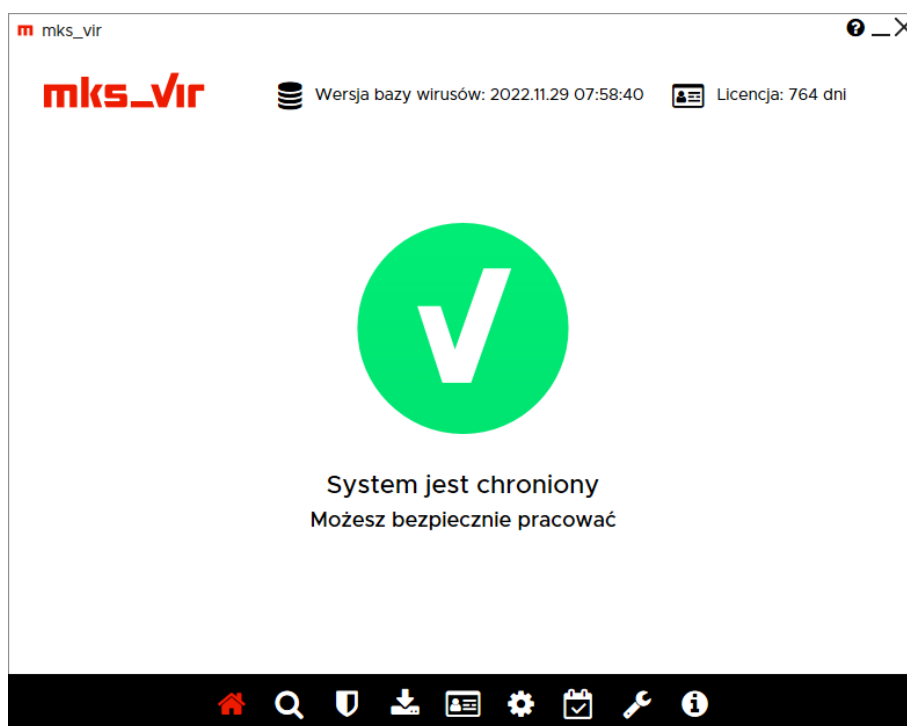 mks_vir
mks_vir
Wersja bazy wirusów: 2022.11.29 07:58:40
Licencja: 764 dni
System jest chroniony
Możesz bezpiecznie pracować